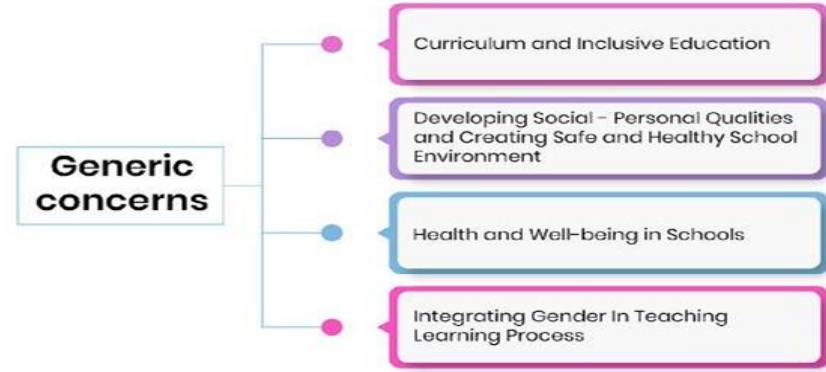 Generic
concerns
Curriculum and Inclusive Education
Developing Social - Personal Qualities
and Creating Safe and Healthy School
Environment
Health and Well-being in Schools
Integrating Gender In Teaching
Learning Process